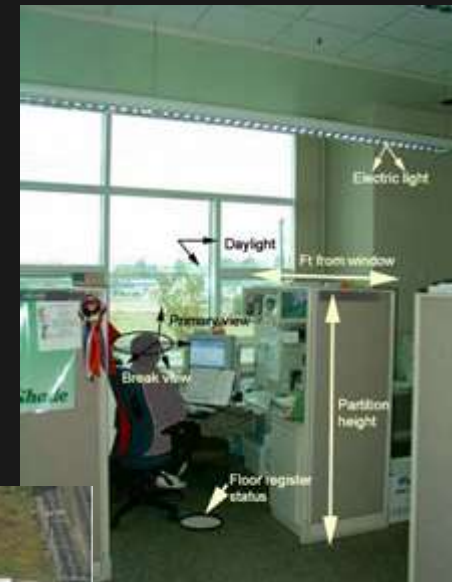 Electric light
Daylight
Ft from window
Primary view
Break view
Partition
height
Floor register
status